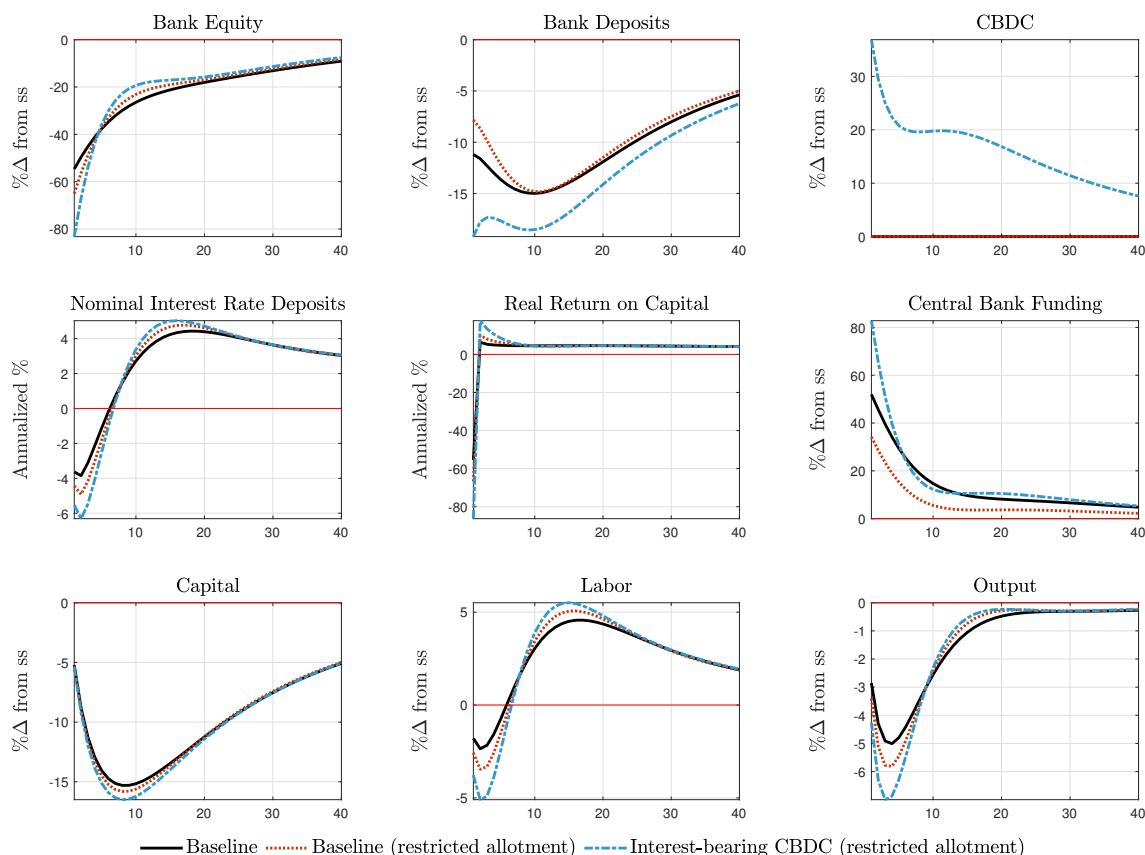 Bank Equity
%Δ from ss
0
-20
-40
-60
-80
10 20 30 40
Bank Deposits
%Δ from ss
0
-5
-10
-15
10 20 30 40
CBDC
%Δ from ss
30
20
10
0
10 20 30 40
Nominal Interest Rate Deposits
Annualized %
4
2
0
-2
-4
-6
10 20 30 40
Real Return on Capital
Annualized %
0
-20
-40
-60
-80
10 20 30 40
Central Bank Funding
%Δ from ss
80
60
40
20
0
10 20 30 40
Capital
%Δ from ss
0
-5
-10
-15
10 20 30 40
Labor
%Δ from ss
5
0
-5
10 20 30 40
Output
%Δ from ss
0
-1
-2
-3
-4
-5
-6
10 20 30 40
Baseline Baseline (restricted allotment) Interest-bearing CBDC (restricted allotment)